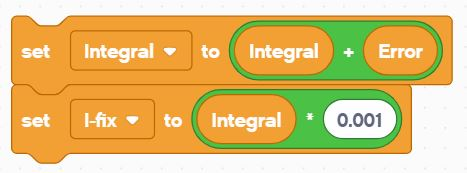 set Integral to Integral + Error
set I-fix to Integral * 0.001